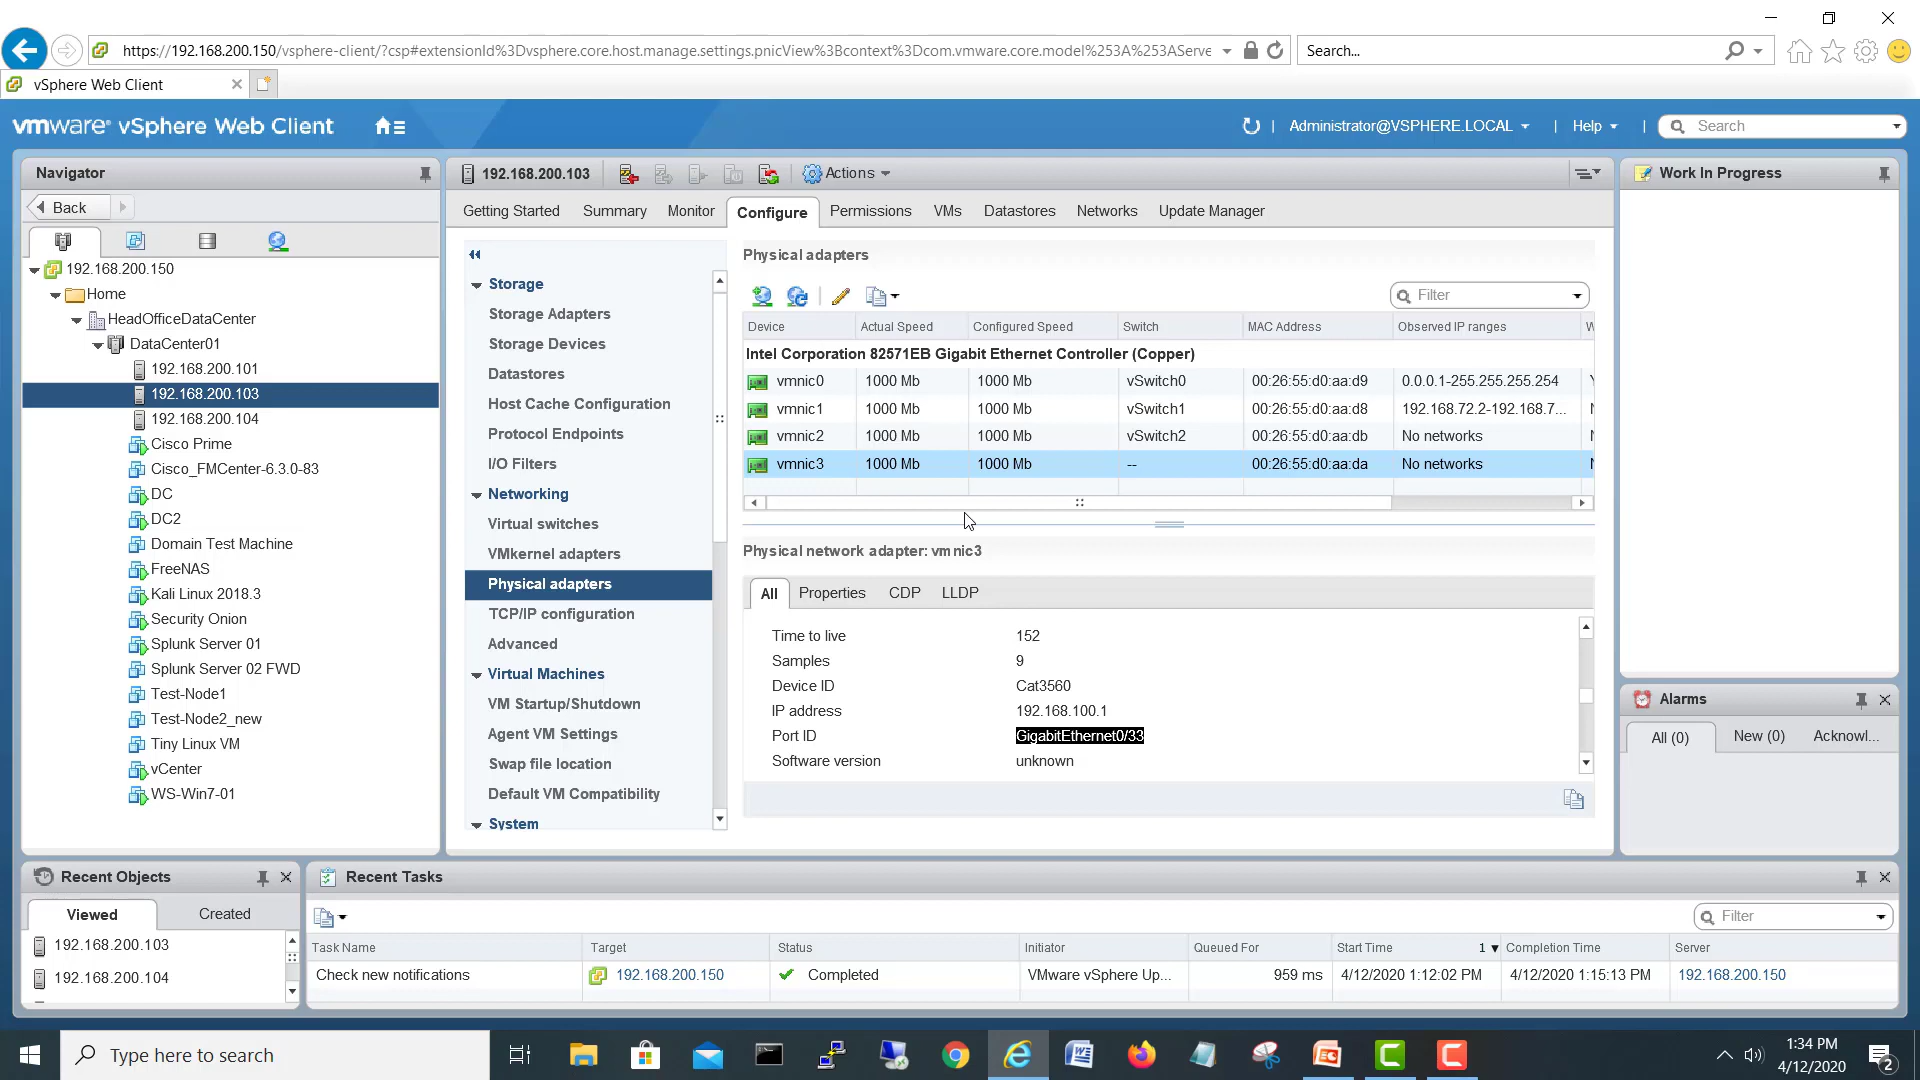 https://192.168.200.150/vsphere-client/?csp#extensionId%3Dvsphere.core.host.manage.settings.pnicView%3Bcontext%3Dcom.vmware.core.model%253A%253AServe
Search...
vSphere Web Client
vmware® vSphere Web Client
Administrator@VSPHERE.LOCAL
Help
Search
Navigator
Back
192.168.200.150
Home
HeadOfficeDataCenter
DataCenter01
192.168.200.101
192.168.200.103
192.168.200.104
Cisco Prime
Cisco_FMCenter-6.3.0-83
DC
DC2
Domain Test Machine
FreeNAS
Kali Linux 2018.3
Security Onion
Splunk Server 01
Splunk Server 02 FWD
Test-Node1
Test-Node2_new
Tiny Linux VM
vCenter
WS-Win7-01
192.168.200.103
Actions
Getting Started Summary Monitor Configure Permissions VMs Datastores Networks Update Manager
Storage
Storage Adapters
Storage Devices
Datastores
Host Cache Configuration
Protocol Endpoints
I/O Filters
Networking
Virtual switches
VMkernel adapters
Physical adapters
TCP/IP configuration
Advanced
Virtual Machines
VM Startup/Shutdown
Agent VM Settings
Swap file location
Default VM Compatibility
System
Physical adapters
Filter
Device Actual Speed Configured Speed Switch MAC Address Observed IP ranges W
Intel Corporation 82571EB Gigabit Ethernet Controller (Copper)
vmnic0 1000 Mb 1000 Mb vSwitch0 00:26:55:d0:aa:d9 0.0.0.1-255.255.255.254
vmnic1 1000 Mb 1000 Mb vSwitch1 00:26:55:d0:aa:d8 192.168.72.2-192.168.7...
vmnic2 1000 Mb 1000 Mb vSwitch2 00:26:55:d0:aa:db No networks
vmnic3 1000 Mb 1000 Mb -- 00:26:55:d0:aa:da No networks
Physical network adapter: vmnic3
All Properties CDP LLDP
Time to live 152
Samples 9
Device ID Cat3560
IP address 192.168.100.1
Port ID GigabitEthernet0/33
Software version unknown
Work In Progress
Alarms
All (0) New (0) Acknowl...
Recent Objects
Viewed Created
192.168.200.103
192.168.200.104
Recent Tasks
Filter
Task Name Target Status Initiator Queued For Start Time 1 Completion Time Server
Check new notifications 192.168.200.150 Completed VMware vSphere Up... 959 ms 4/12/2020 1:12:02 PM 4/12/2020 1:15:13 PM 192.168.200.150
Type here to search
1:34 PM
4/12/2020
2